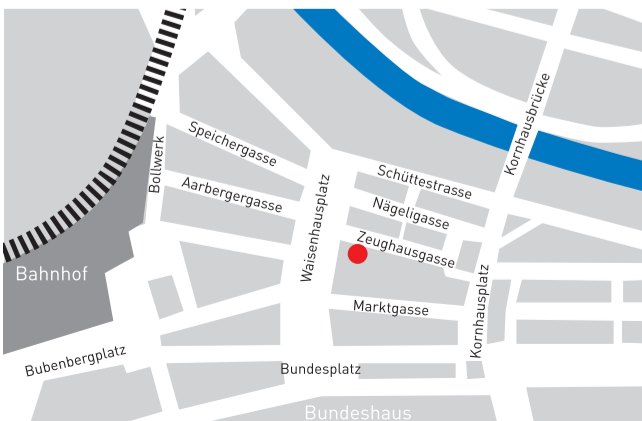 Kornhausbrücke
Speichergasse
Bollwerk
Schüttestrasse
Aarbergergasse
Nägeligasse
Waisenhausplatz
Zeughausgasse
Bahnhof
Marktgasse
Kornhausplatz
Bubenbergplatz
Bundesplatz
Bundeshaus